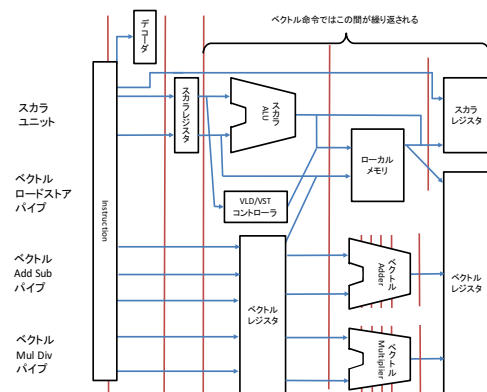 ベクトル命令ではこの間が繰り返される
デコーダ
スカラ
ユニット
ベクトル
ロードストア
パイプ
ベクトル
Add Sub
パイプ
ベクトル
Mul Div
パイプ
Instruction
スカラレジスタ
スカラ
ALU
VLD/VST
コントローラ
ローカル
メモリ
スカラ
レジスタ
ベクトル
レジスタ
ベクトル
Adder
ベクトル
Multiplier
ベクトル
レジスタ